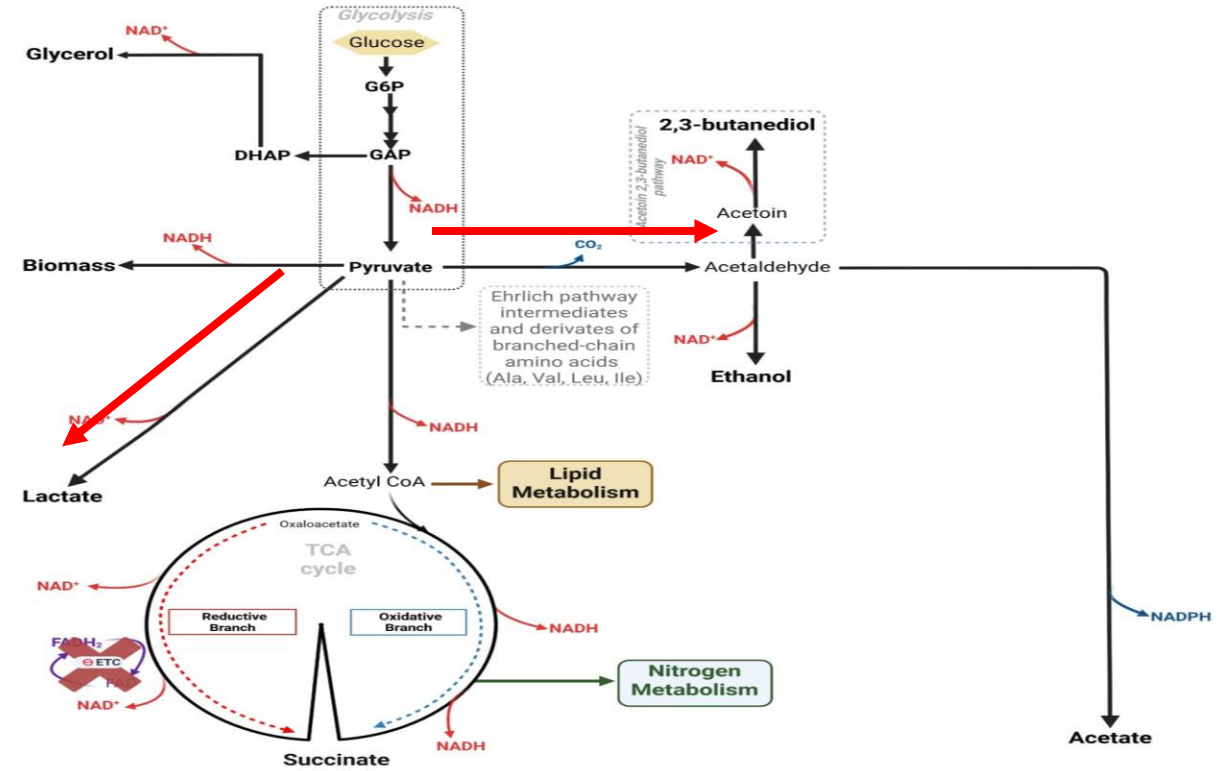 Glycolysis
Glucose
NAD⁺
Glycerol
G6P
DHAP
GAP
NADH
2,3-butanediol
Acetoin 2,3-butanediol
pathway
NAD⁺
Acetoin
NADH
Biomass
Pyruvate
CO₂
Acetaldehyde
Ehrlich pathway
intermediates
and derivates of
branched-chain
amino acids
(Ala, Val, Leu, Ile)
NAD⁺
Ethanol
NAD⁺
NADH
Lactate
Acetyl CoA
Lipid
Metabolism
Oxaloacetate
TCA
cycle
NAD⁺
Reductive
Branch
Oxidative
Branch
NADH
NADPH
FADH₂
⊖ ETC
FAD
NAD⁺
Nitrogen
Metabolism
NADH
Succinate
Acetate